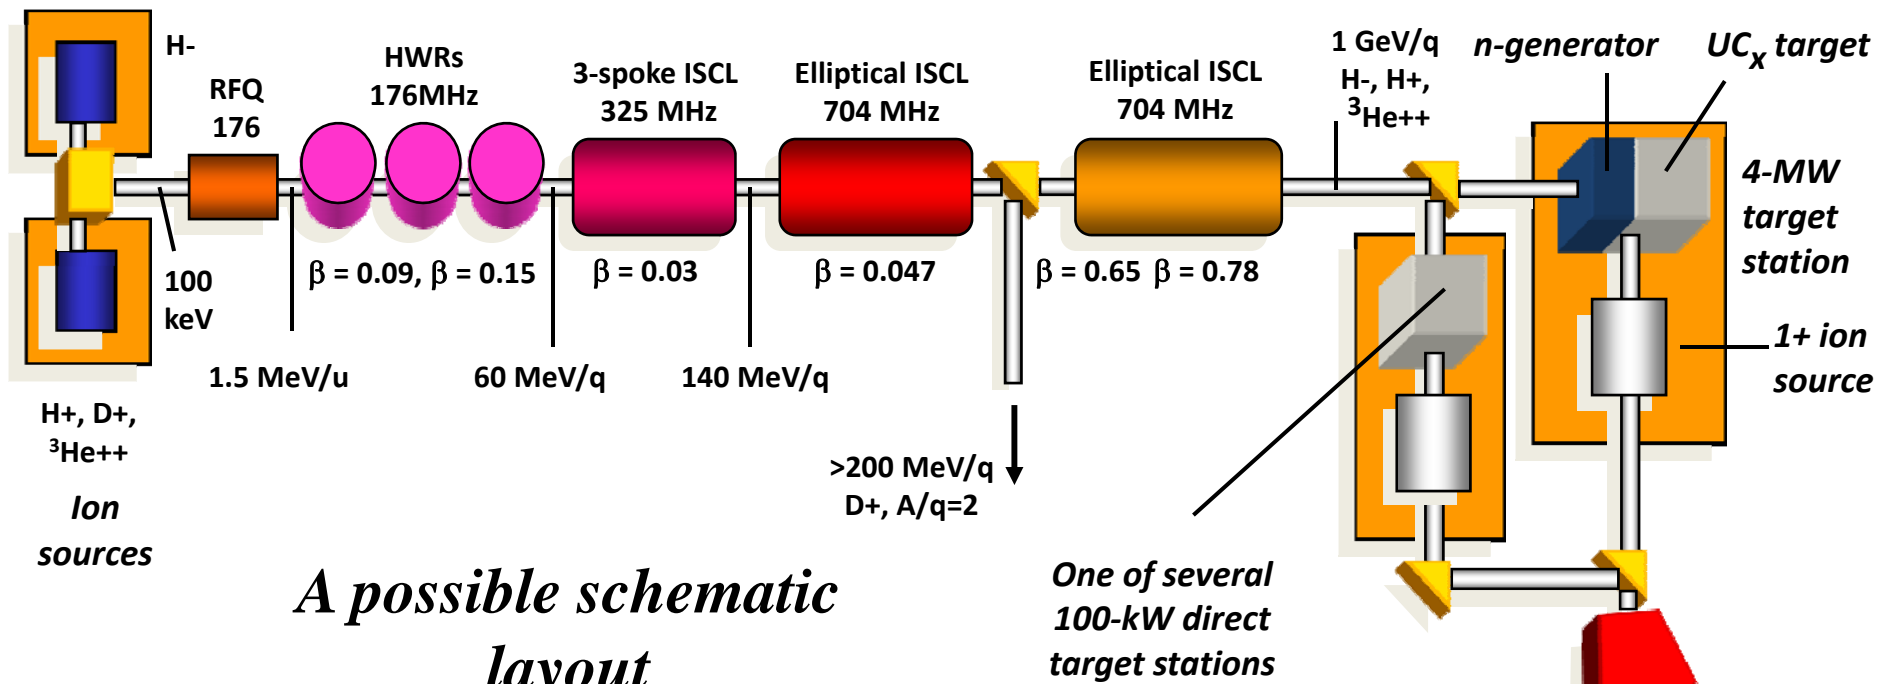 H-
RFQ
176
HWRs
176MHz
3-spoke ISCL
325 MHz
Elliptical ISCL
704 MHz
Elliptical ISCL
704 MHz
1 GeV/q
H-, H+,
³He++
n-generator
UCₓ target
4-MW
target
station
1+ ion
source
100
keV
β = 0.09, β = 0.15
β = 0.03
β = 0.047
β = 0.65 β = 0.78
1.5 MeV/u
60 MeV/q
140 MeV/q
H+, D+,
³He++
Ion
sources
>200 MeV/q
D+, A/q=2
One of several
100-kW direct
target stations
A possible schematic
layout